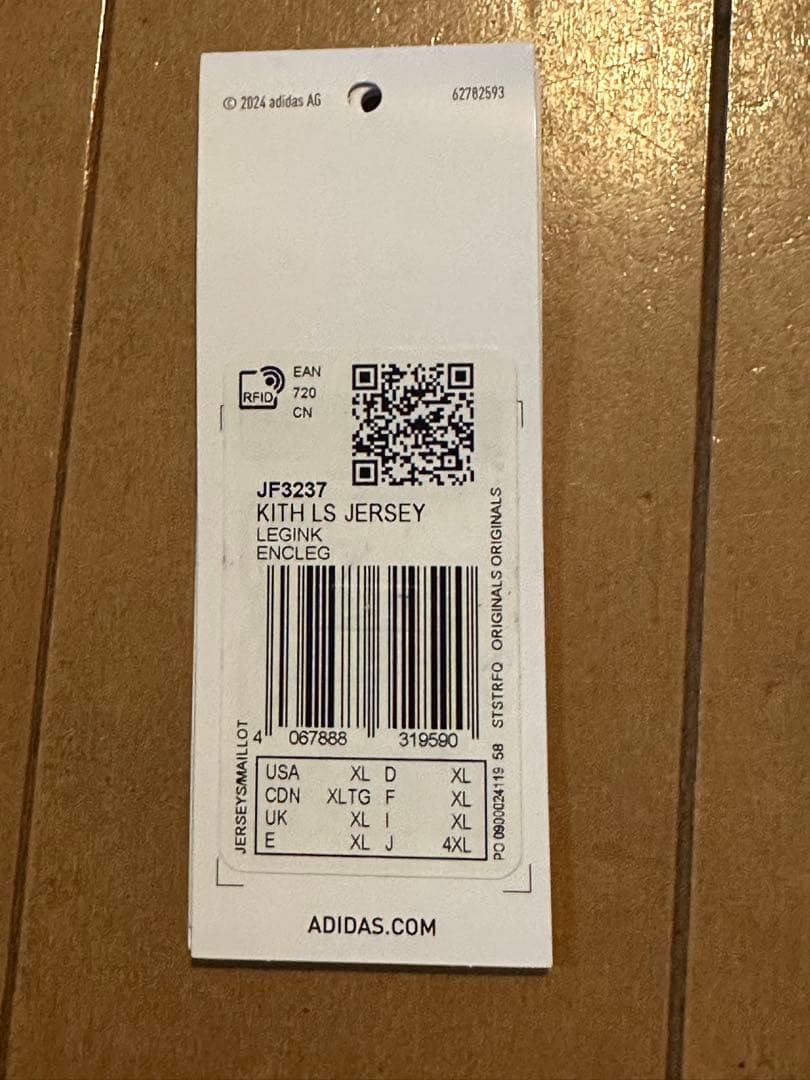 © 2024 adidas AG
62782593
RFID
EAN
720
CN
JF3237
KITH LS JERSEY
LEGINK
ENCLEG
4 067888 319590
USA XL D XL
CDN XLTG F XL
UK XL I XL
E XL J 4XL
JERSEYS/MAILLOT
PO 0900024119 58 STSTRFO ORIGINALS ORIGINALS
ADIDAS.COM